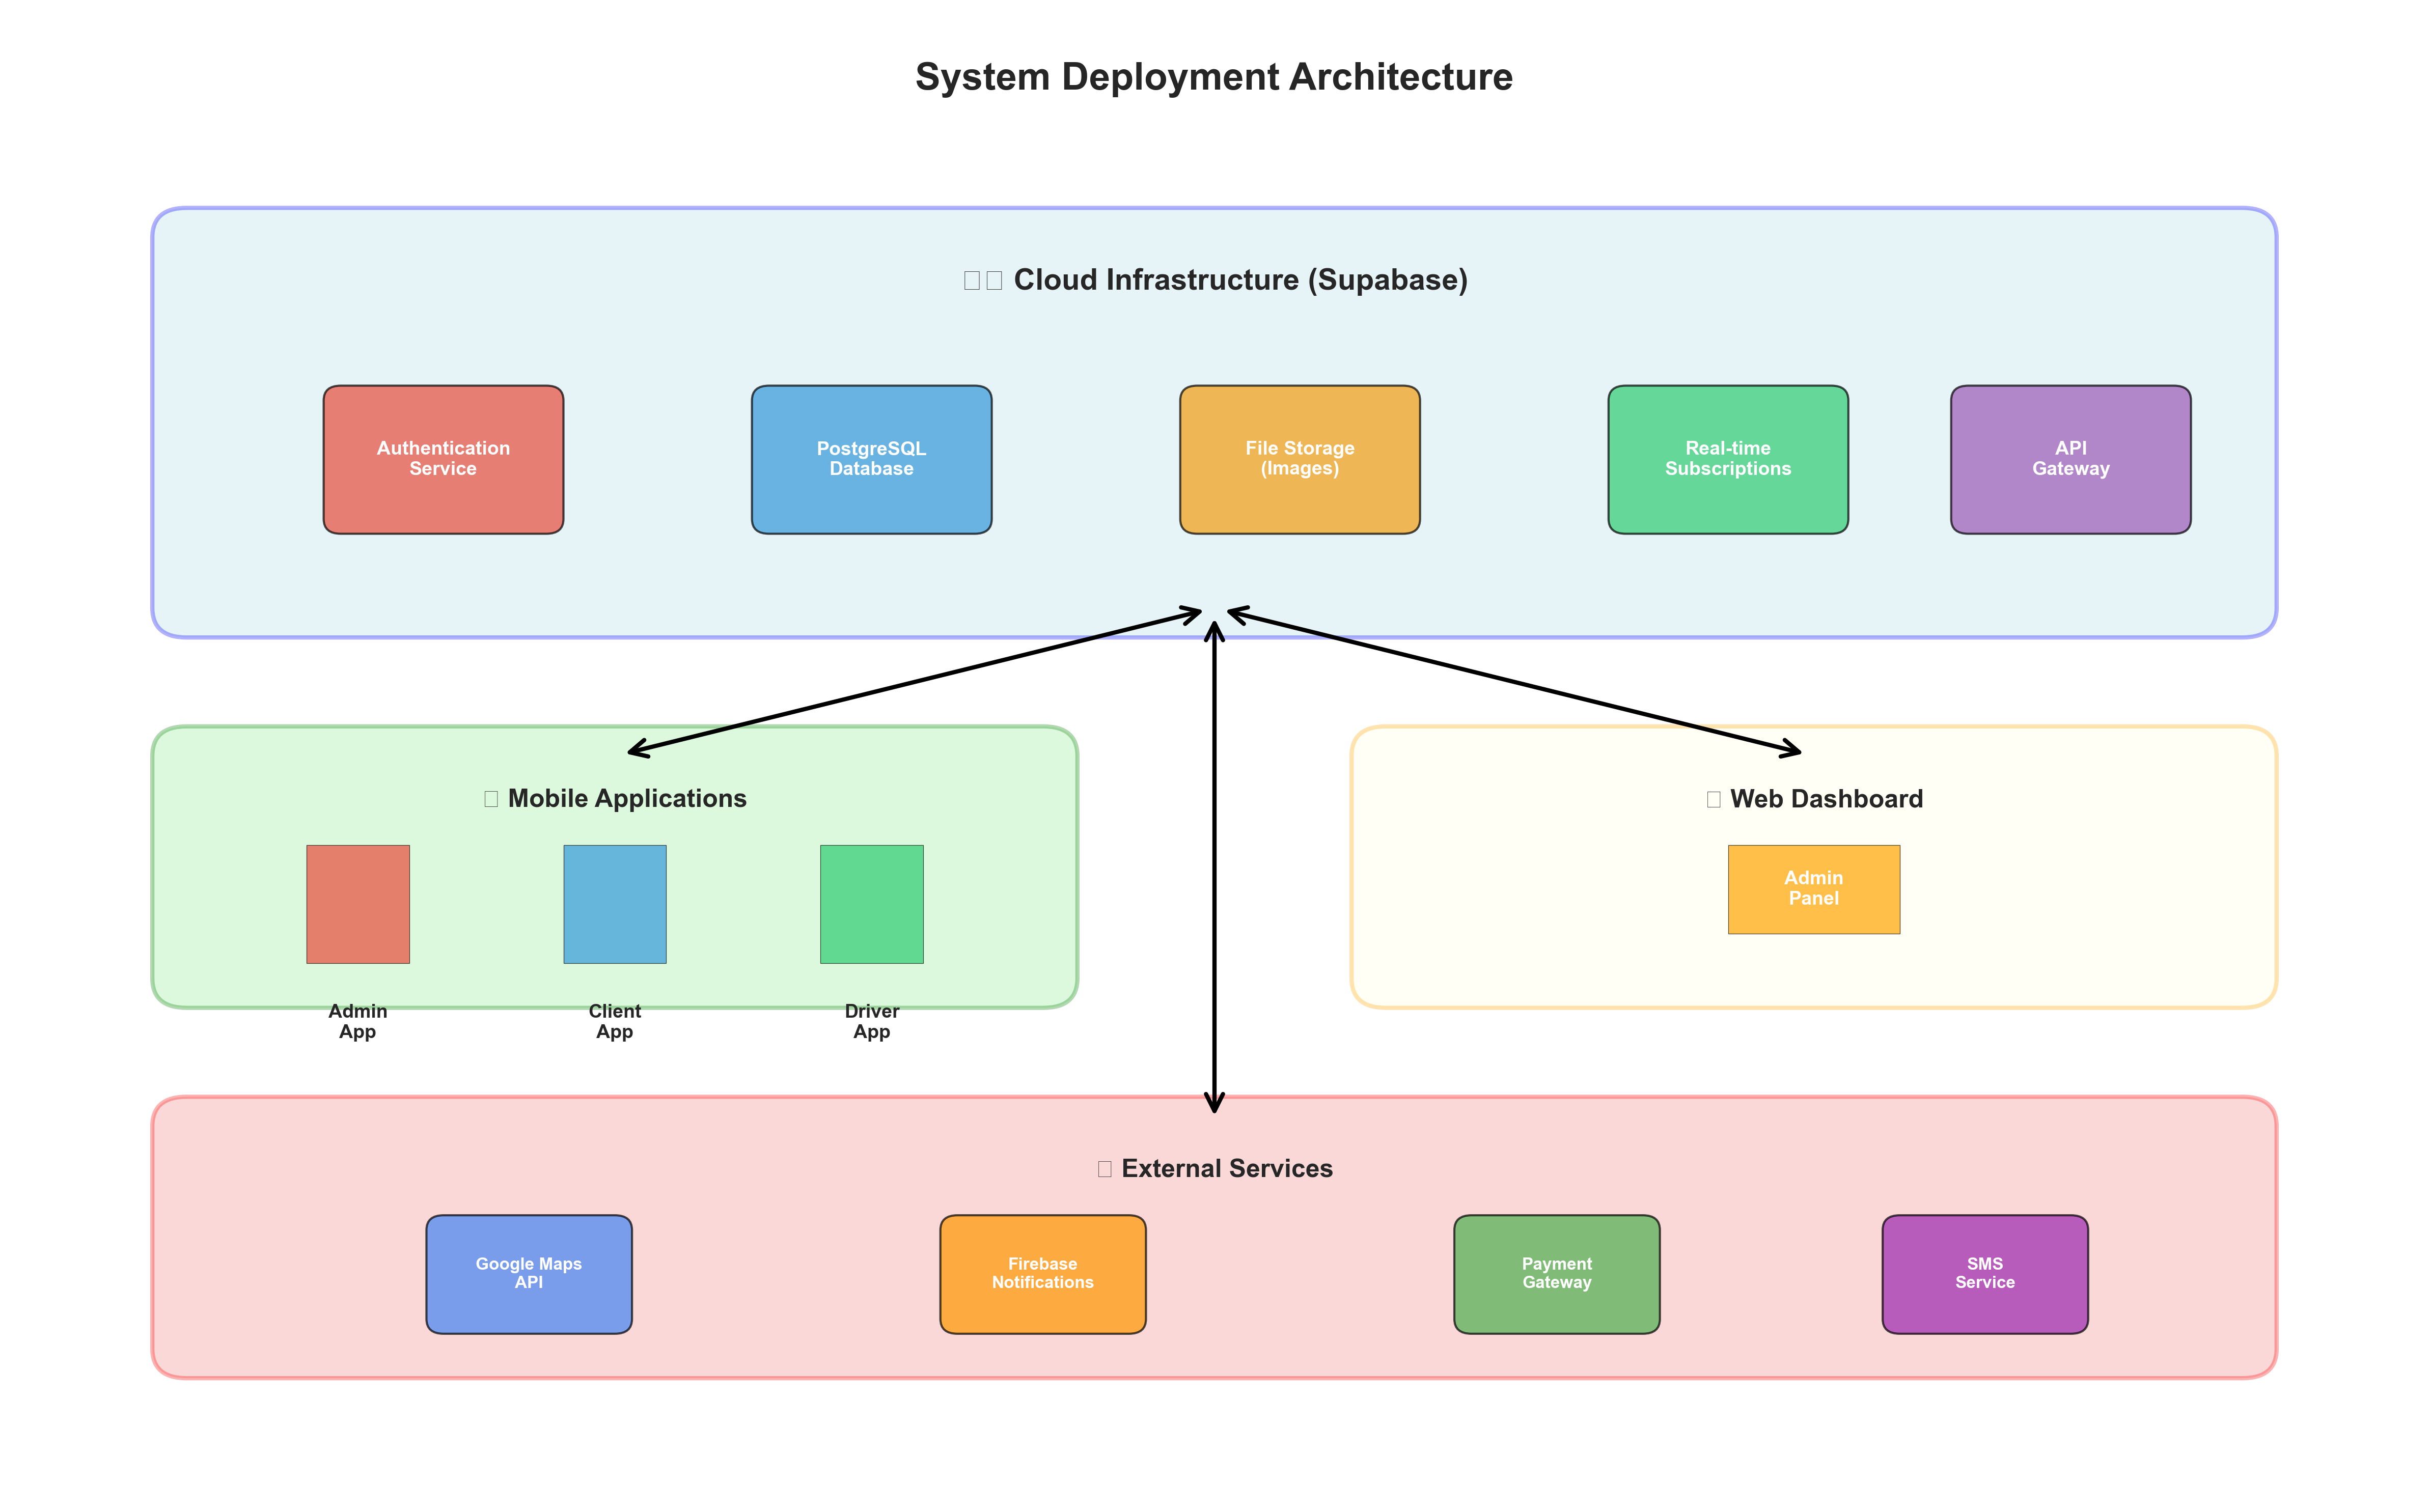 System Deployment Architecture
Cloud Infrastructure (Supabase)
Authentication
Service
PostgreSQL
Database
File Storage
(Images)
Real-time
Subscriptions
API
Gateway
Mobile Applications
Admin
App
Client
App
Driver
App
Web Dashboard
Admin
Panel
External Services
Google Maps
API
Firebase
Notifications
Payment
Gateway
SMS
Service